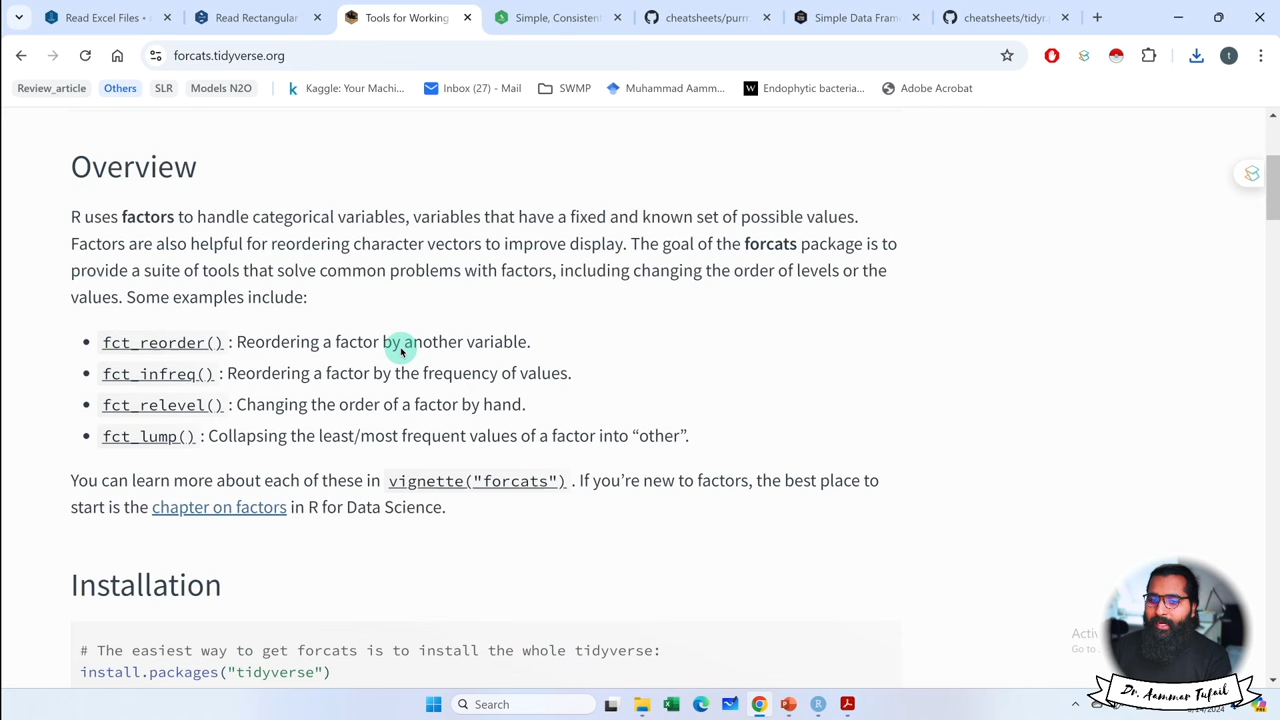 Read Excel Files •
Read Rectangular
Tools for Working
Simple, Consistent
cheatsheets/purrr.
Simple Data Fram
cheatsheets/tidyr.
forcats.tidyverse.org
t
Review_article
Others
SLR
Models N2O
Kaggle: Your Machi...
Inbox (27) - Mail
SWMP
Muhammad Aamm...
W
Endophytic bacteria...
Adobe Acrobat
Overview
R uses factors to handle categorical variables, variables that have a fixed and known set of possible values.
Factors are also helpful for reordering character vectors to improve display. The goal of the forcats package is to
provide a suite of tools that solve common problems with factors, including changing the order of levels or the
values. Some examples include:
• fct_reorder() : Reordering a factor by another variable.
• fct_infreq() : Reordering a factor by the frequency of values.
• fct_relevel() : Changing the order of a factor by hand.
• fct_lump() : Collapsing the least/most frequent values of a factor into “other”.
You can learn more about each of these in vignette("forcats") . If you’re new to factors, the best place to
start is the chapter on factors in R for Data Science.
Installation
# The easiest way to get forcats is to install the whole tidyverse:
install.packages("tidyverse")
Activ
Go to
Dr. Aammar Tufail
Search